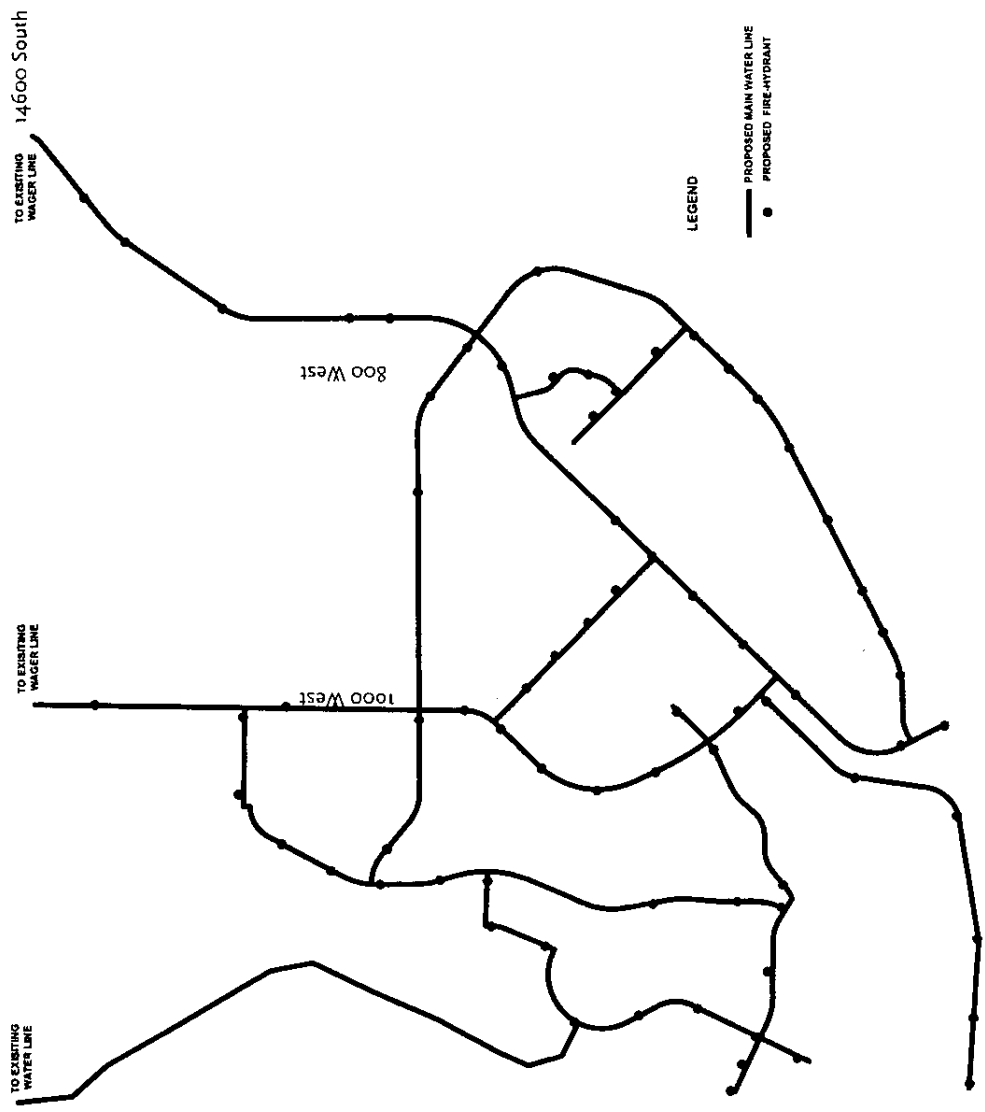 14600 South
TO EXISITING
WAGER LINE
800 West
LEGEND
PROPOSED MAIN WATER LINE
PROPOSED FIRE-HYDRANT
TO EXISITING
WAGER LINE
1000 West
TO EXISITING
WATER LINE